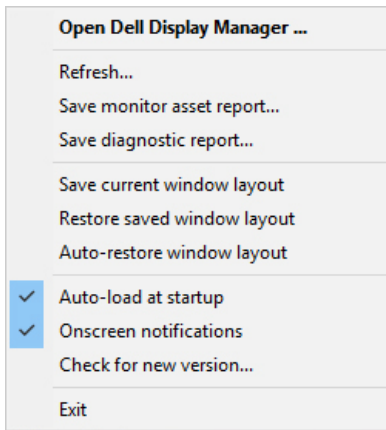 Open Dell Display Manager ...
Refresh...
Save monitor asset report...
Save diagnostic report...
Save current window layout
Restore saved window layout
Auto-restore window layout
Auto-load at startup
Onscreen notifications
Check for new version...
Exit